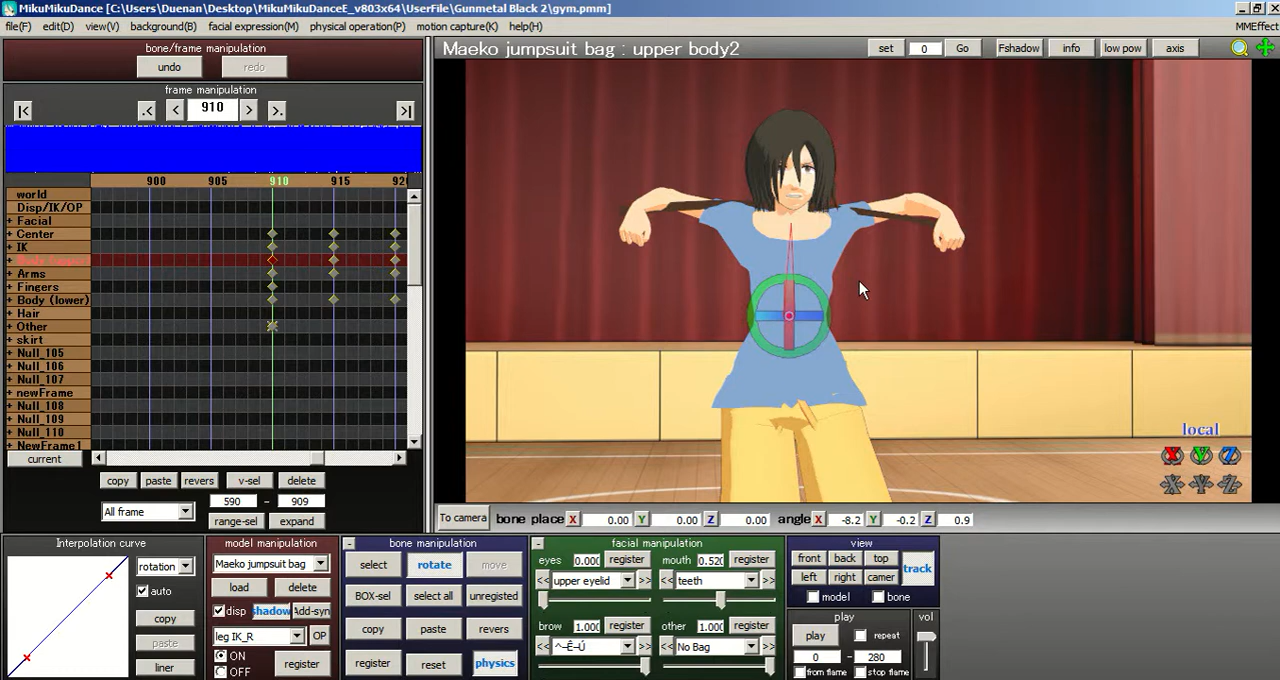 MikuMikuDance [C:\Users\Duenan\Desktop\MikuMikuDanceE_v803x64\UserFile\Gunmetal Black 2\gym.pmm]
file(F) edit(D) view(V) background(B) facial expression(M) physical operation(P) motion capture(K) help(H) MMEffect
bone/frame manipulation
undo redo
frame manipulation
|< .< < 910 > >. >|
900 905 910 915 920
world
Disp/IK/OP
+ Facial
+ Center
+ IK
+ Arms
+ Fingers
+ Body (lower)
+ Hair
+ Other
+ skirt
+ Null_105
+ Null_106
+ Null_107
+ newFrame
+ Null_108
+ Null_109
+ Null_110
+ NewFrame1
current
copy paste revers v-sel delete
All frame 590 - 909
range-sel expand
Maeko jumpsuit bag : upper body2
set 0 Go Fshadow info low pow axis
local
X Y Z
X Y Z
To camera bone place X 0.00 Y 0.00 Z 0.00 angle X -8.2 Y -0.2 Z 0.9
Interpolation curve
rotation
auto
copy
paste
liner
model manipulation
Maeko jumpsuit bag
load delete
disp shadow Add-syn
leg IK_R OP
ON
OFF
register
- bone manipulation
select rotate move
BOX-sel select all unregisted
copy paste revers
register reset physics
- facial manipulation
eyes 0.000 register mouth 0.520 register
<< upper eyelid >> << teeth >>
brow 1.000 register other 1.000 register
<< ^-Ê-Ú >> << No Bag >>
view
front back top
left right camer
track
model bone
play
play repeat
0 - 280
from flame stop flame
vol